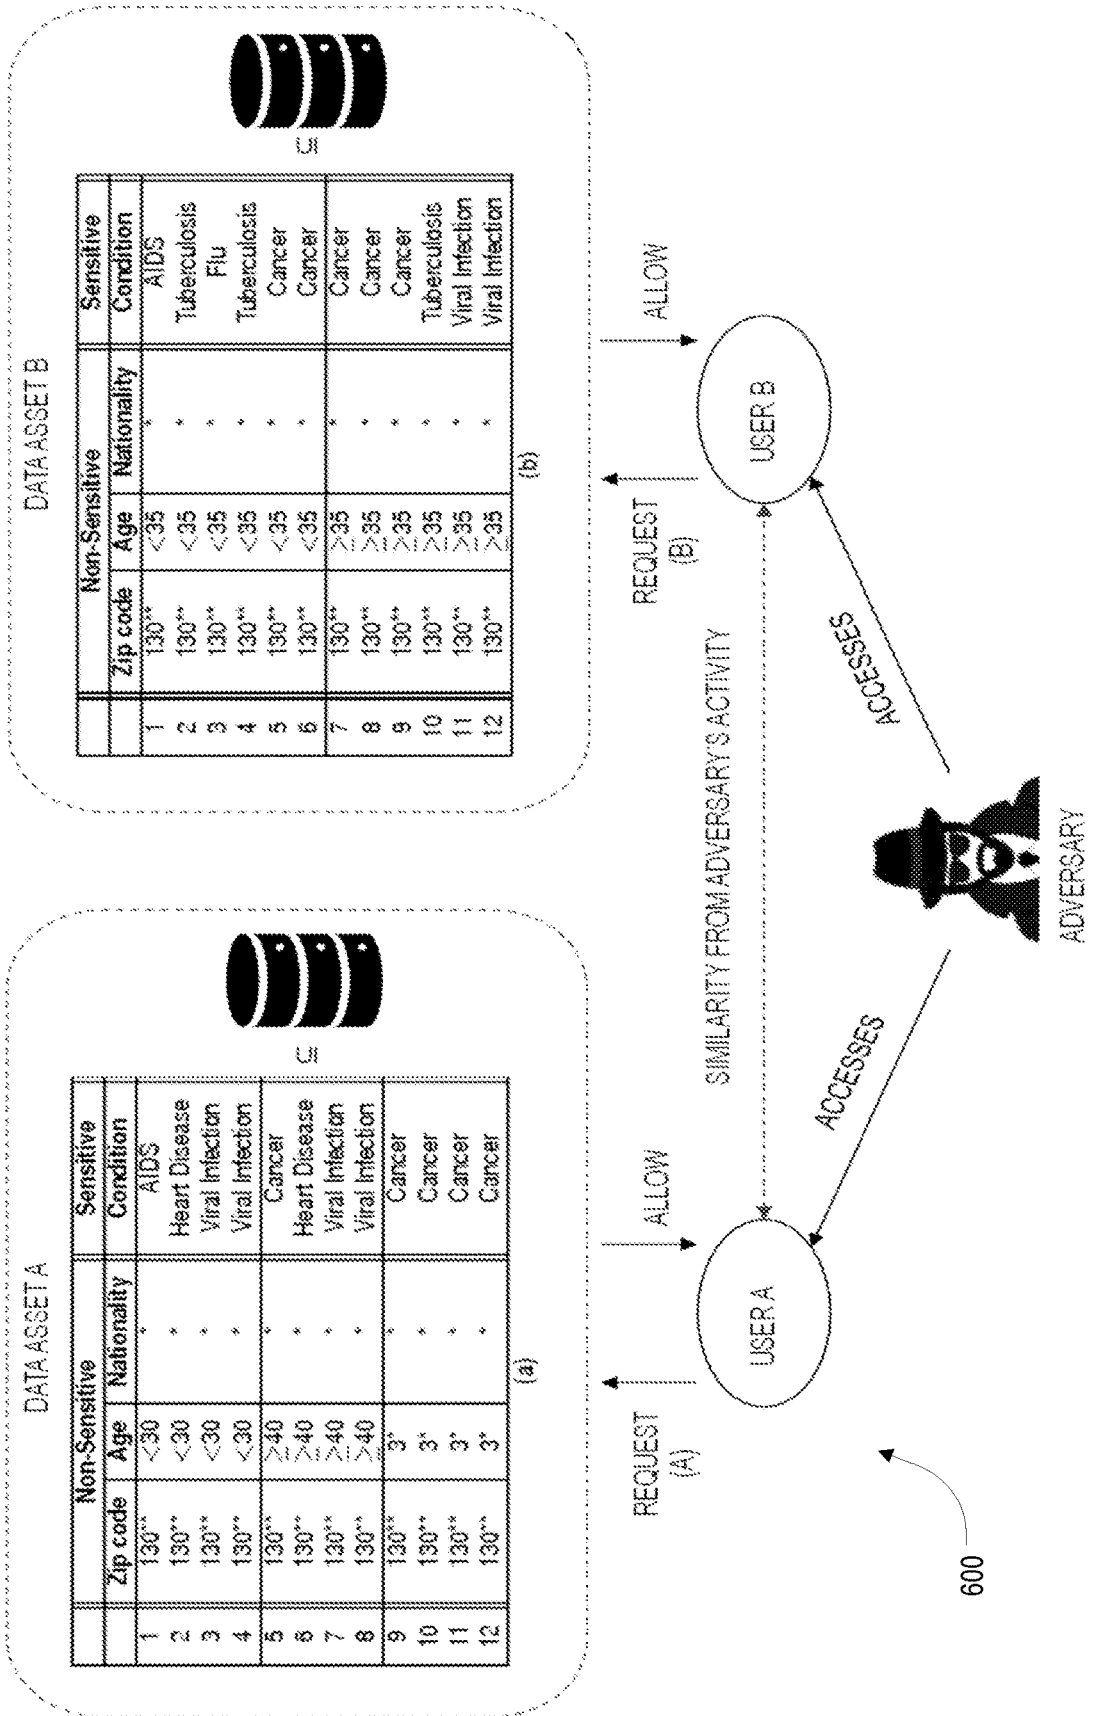 DATA ASSET A
Non-Sensitive Sensitive
Zip code Age Nationality Condition
1 130** <30 * AIDS
2 130** <30 * Heart Disease
3 130** <30 * Viral Infection
4 130** <30 * Viral Infection
5 130** ≥40 * Cancer
6 130** ≥40 * Heart Disease
7 130** ≥40 * Viral Infection
8 130** ≥40 * Viral Infection
9 130** 3* * Cancer
10 130** 3* * Cancer
11 130** 3* * Cancer
12 130** 3* * Cancer
(a)
DATA ASSET B
Non-Sensitive Sensitive
Zip code Age Nationality Condition
1 130** <35 * AIDS
2 130** <35 * Tuberculosis
3 130** <35 * Flu
4 130** <35 * Tuberculosis
5 130** <35 * Cancer
6 130** <35 * Cancer
7 130** ≥35 * Cancer
8 130** ≥35 * Cancer
9 130** ≥35 * Cancer
10 130** ≥35 * Tuberculosis
11 130** ≥35 * Viral Infection
12 130** ≥35 * Viral Infection
(b)
REQUEST
(A)
ALLOW
REQUEST
(B)
ALLOW
SIMILARITY FROM ADVERSARY'S ACTIVITY
USER A
USER B
ACCESSES
ACCESSES
ADVERSARY
600